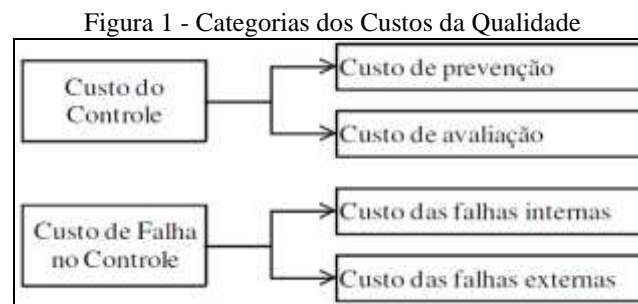 Figura 1 - Categorias dos Custos da Qualidade
Custo do
Controle
Custo de prevenção
Custo de avaliação
Custo de Falha
no Controle
Custo das falhas internas
Custo das falhas externas